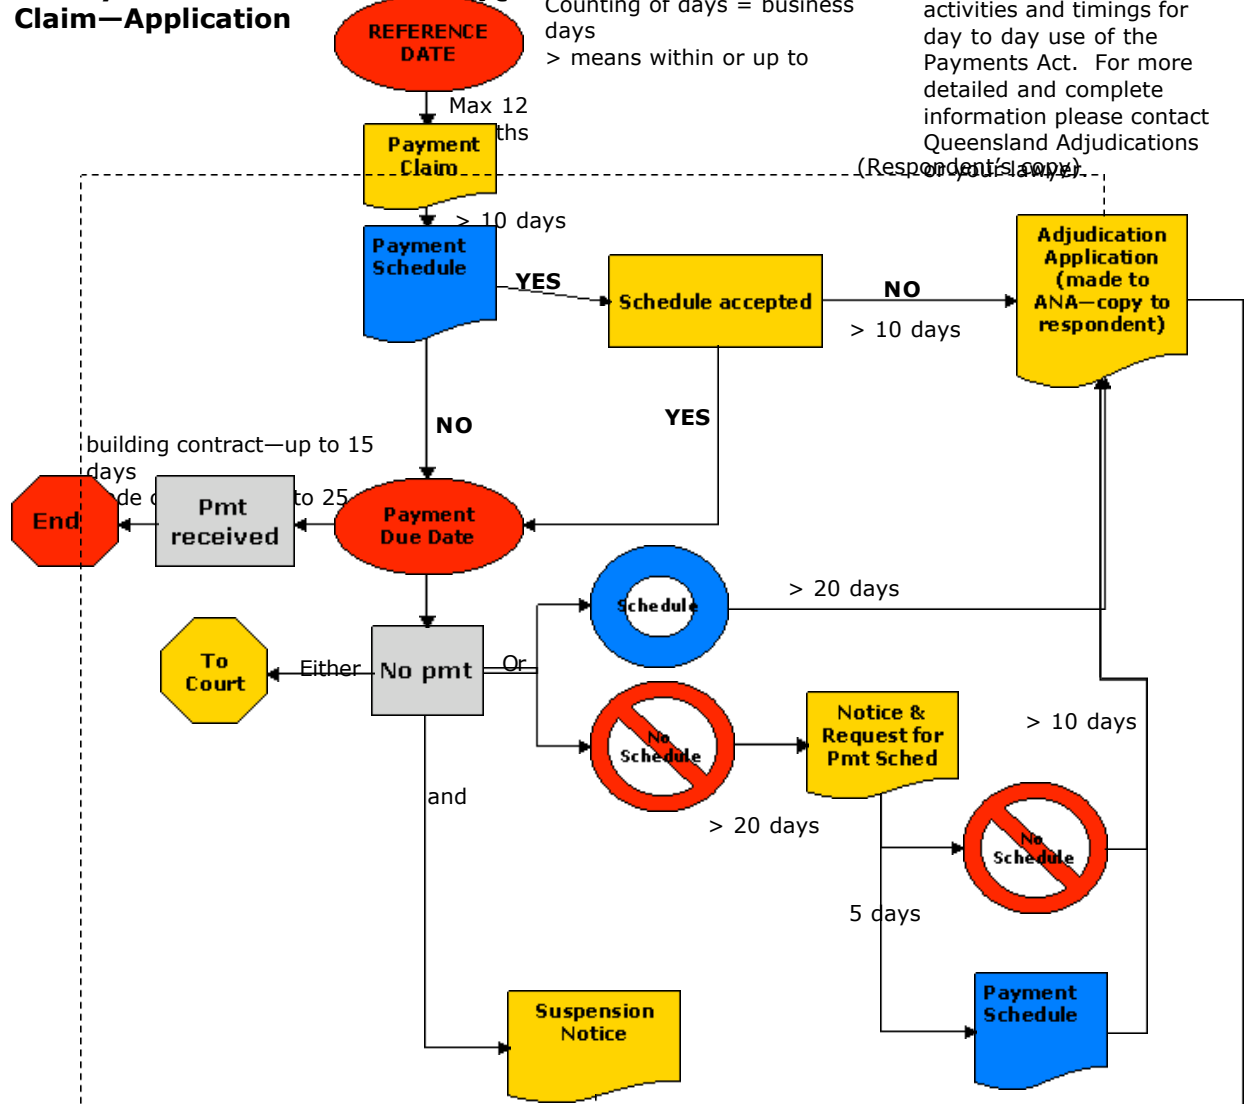 Claim—Application
REFERENCE
DATE
Counting of days = business
days
> means within or up to
activities and timings for
day to day use of the
Payments Act. For more
detailed and complete
information please contact
Queensland Adjudications
or your lawyer.
(Respondent's copy)
Max 12
Payment
Claim
> 10 days
Payment
Schedule
YES
Schedule accepted
NO
> 10 days
Adjudication
Application
(made to
ANA—copy to
respondent)
NO
YES
building contract—up to 15
days
to 25
End
Pmt
received
Payment
Due Date
Schedule
> 20 days
To
Court
Either
No pmt
Or
No
Schedule
Notice &
Request for
Pmt Sched
> 10 days
> 20 days
and
No
Schedule
5 days
Suspension
Notice
Payment
Schedule